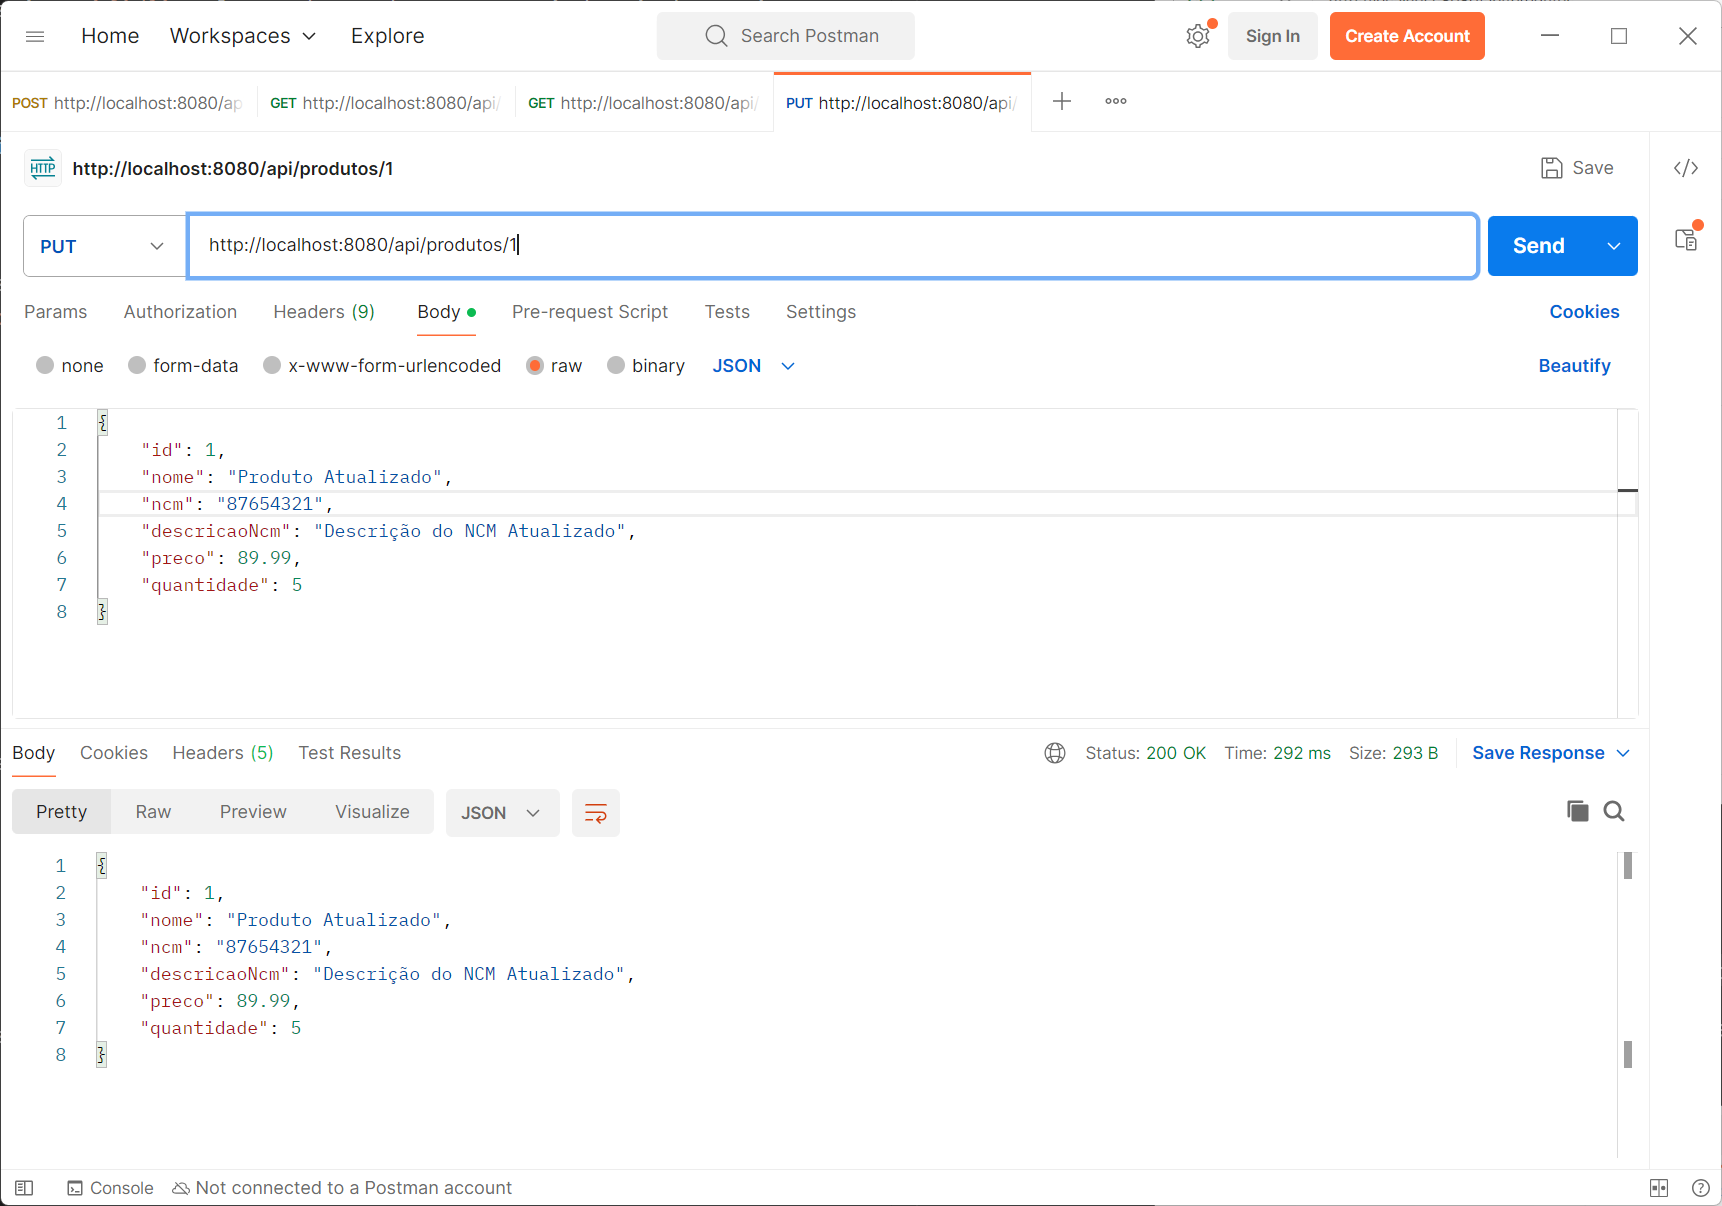 Home Workspaces Explore Search Postman Sign In Create Account
POST http://localhost:8080/ap GET http://localhost:8080/api/ GET http://localhost:8080/api/ PUT http://localhost:8080/api/
HTTP http://localhost:8080/api/produtos/1 Save </>
PUT http://localhost:8080/api/produtos/1 Send
Params Authorization Headers (9) Body Pre-request Script Tests Settings Cookies
none form-data x-www-form-urlencoded raw binary JSON Beautify
1 {
2 "id": 1,
3 "nome": "Produto Atualizado",
4 "ncm": "87654321",
5 "descricaoNcm": "Descrição do NCM Atualizado",
6 "preco": 89.99,
7 "quantidade": 5
8 }
Body Cookies Headers (5) Test Results Status: 200 OK Time: 292 ms Size: 293 B Save Response
Pretty Raw Preview Visualize JSON
1 {
2 "id": 1,
3 "nome": "Produto Atualizado",
4 "ncm": "87654321",
5 "descricaoNcm": "Descrição do NCM Atualizado",
6 "preco": 89.99,
7 "quantidade": 5
8 }
Console Not connected to a Postman account